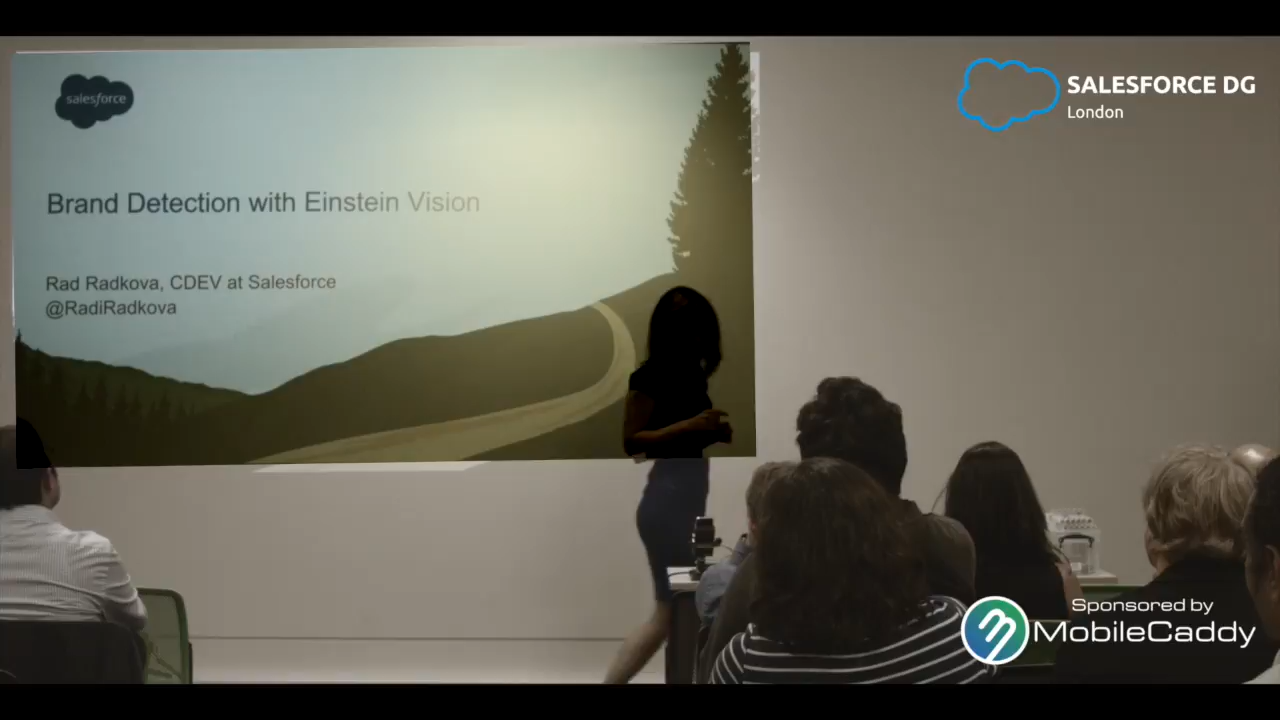 salesforce
Brand Detection with Einstein Vision
Rad Radkova, CDEV at Salesforce
@RadiRadkova
SALESFORCE DG
London
Sponsored by
MobileCaddy